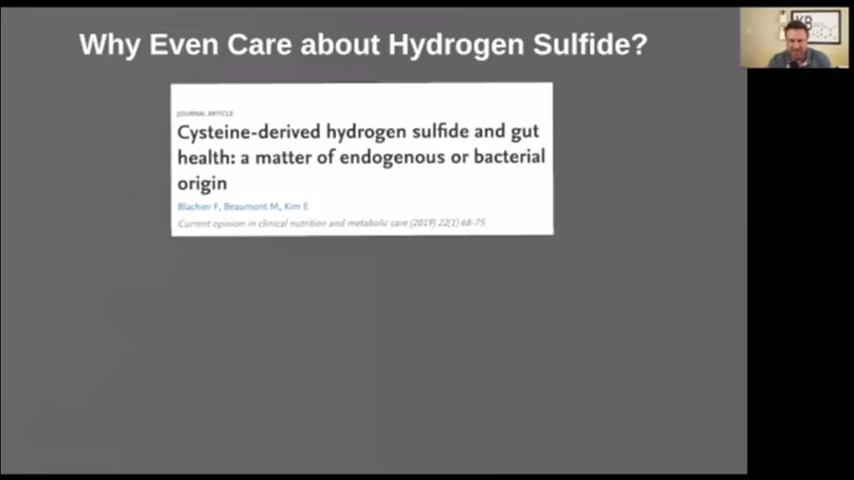 Why Even Care about Hydrogen Sulfide?
KB
JOURNAL ARTICLE
Cysteine-derived hydrogen sulfide and gut
health: a matter of endogenous or bacterial
origin
Blachier F, Beaumont M, Kim E
Current opinion in clinical nutrition and metabolic care (2019) 22(1) 68-75